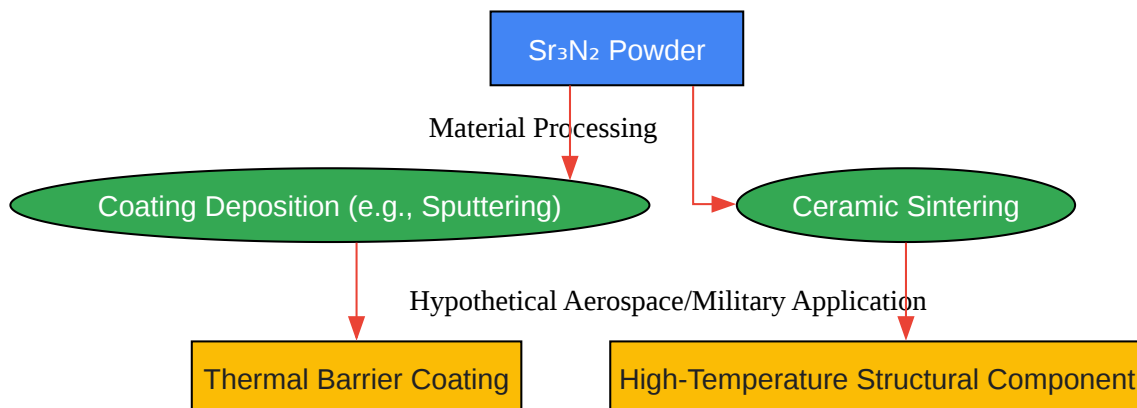 Sr₃N₂ Powder
Material Processing
Coating Deposition (e.g., Sputtering)
Ceramic Sintering
Hypothetical Aerospace/Military Application
Thermal Barrier Coating
High-Temperature Structural Component